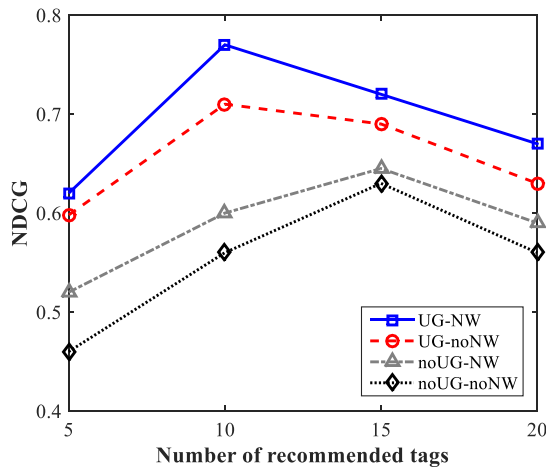 0.8
0.7
NDCG
0.6
0.5
0.4
UG-NW
UG-noNW
noUG-NW
noUG-noNW
5 10 15 20
Number of recommended tags